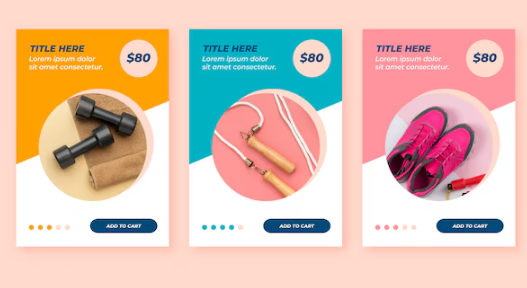 TITLE HERE
Lorem ipsum dolor
sit amet consectetur.
$80
ADD TO CART
TITLE HERE
Lorem ipsum dolor
sit amet consectetur.
$80
ADD TO CART
TITLE HERE
Lorem ipsum dolor
sit amet consectetur.
$80
ADD TO CART